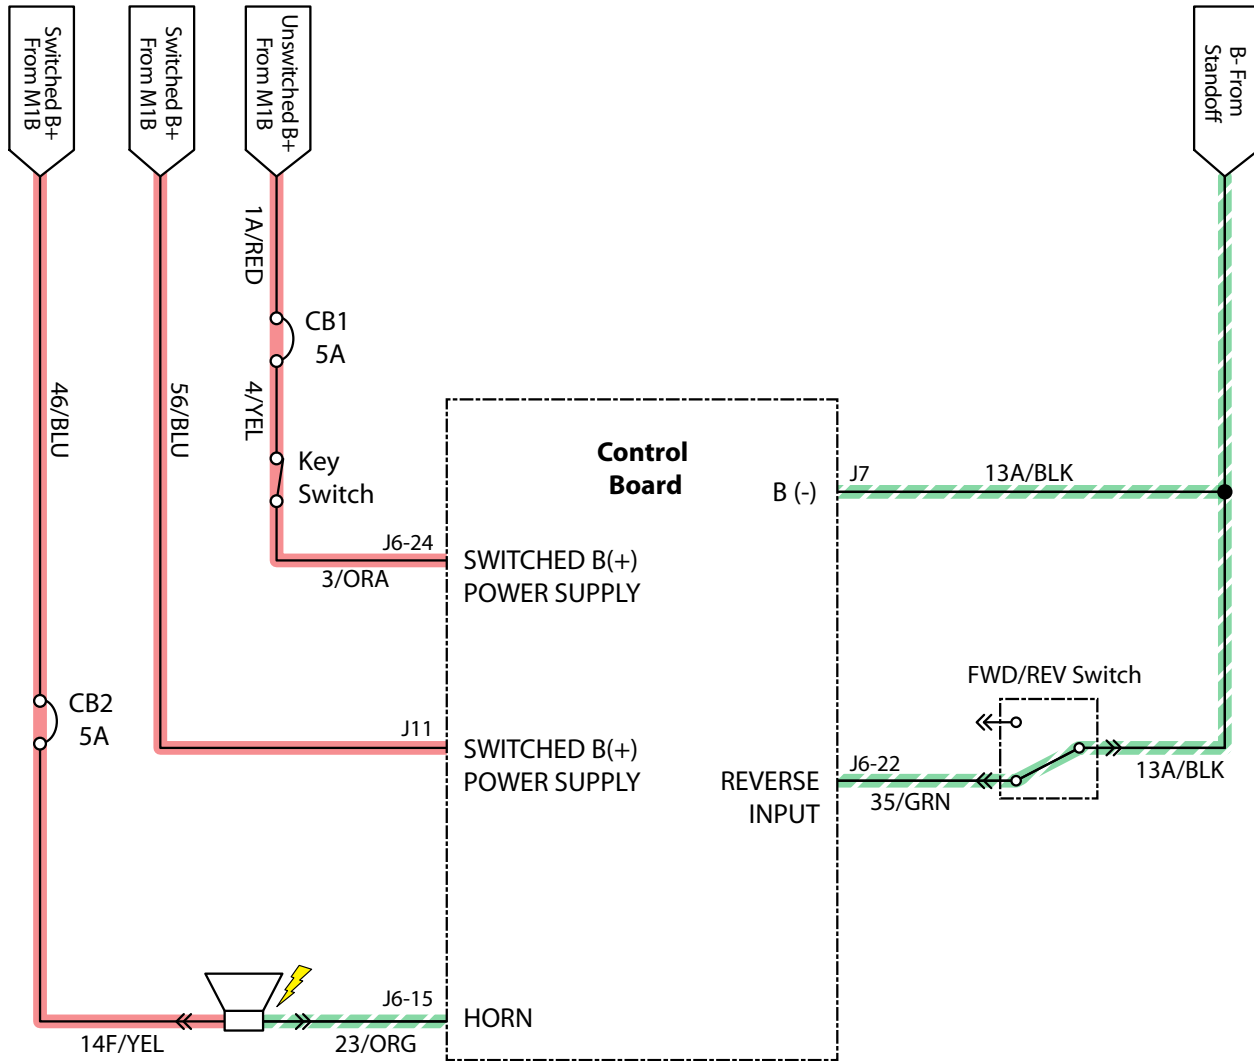 Switched B+
From M1B
Switched B+
From M1B
Unswitched B+
From M1B
B- From
Standoff
1A/RED
CB1
5A
46/BLU
56/BLU
4/YEL
Key
Switch
Control
Board
B (-)
J7
13A/BLK
J6-24
3/ORA
SWITCHED B(+)
POWER SUPPLY
FWD/REV Switch
CB2
5A
J11
SWITCHED B(+)
POWER SUPPLY
REVERSE
INPUT
J6-22
35/GRN
13A/BLK
J6-15
HORN
14F/YEL
23/ORG